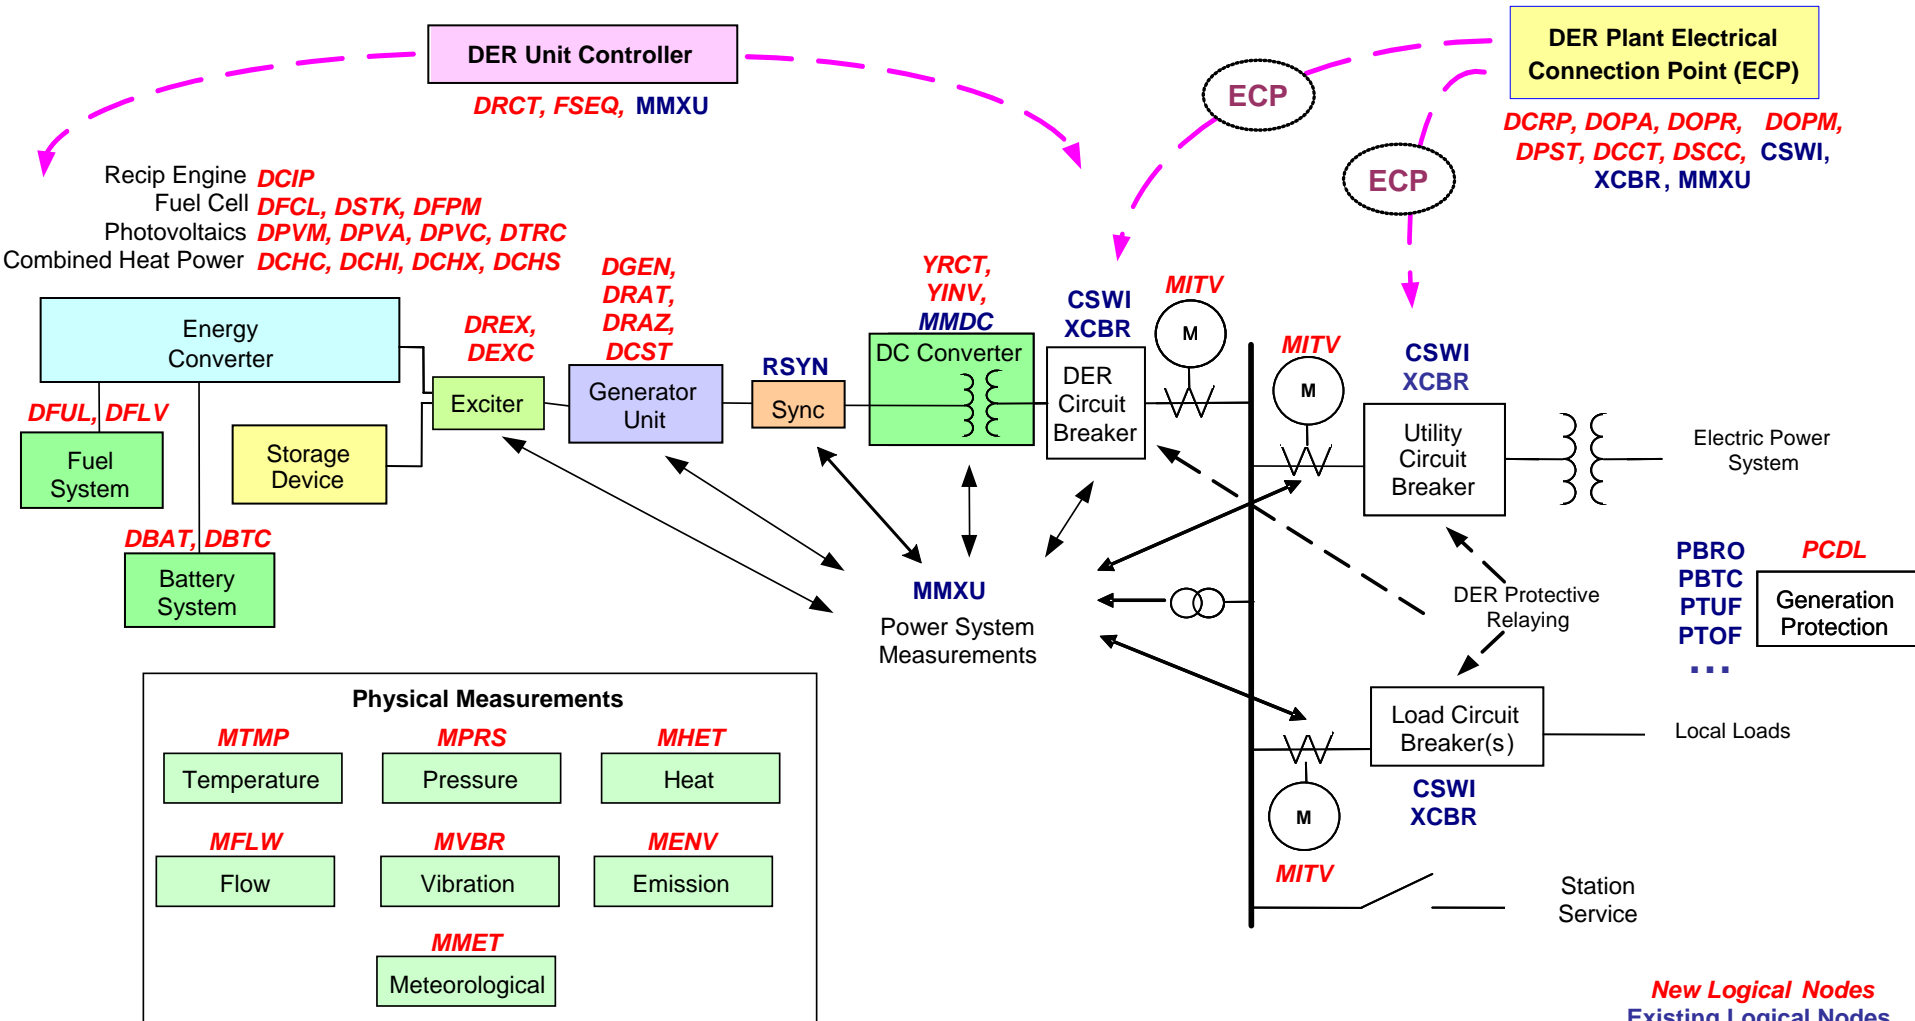 DER Unit Controller
DRCT, FSEQ, MMXU
DER Plant Electrical
Connection Point (ECP)
DCRP, DOPA, DOPR, DOPM,
DPST, DCCT, DSCC, CSWI,
XCBR, MMXU
ECP
ECP
Recip Engine DCIP
Fuel Cell DFCL, DSTK, DFPM
Photovoltaics DPVM, DPVA, DPVC, DTRC
Combined Heat Power DCHC, DCHI, DCHX, DCHS
Energy
Converter
DREX,
DEXC
Exciter
DGEN,
DRAT,
DRAZ,
DCST
Generator
Unit
RSYN
Sync
YRCT,
YINV,
MMDC
DC Converter
CSWI
XCBR
DER
Circuit
Breaker
MITV
M
MITV
M
CSWI
XCBR
Utility
Circuit
Breaker
Electric Power
System
DFUL, DFLV
Fuel
System
Storage
Device
DBAT, DBTC
Battery
System
MMXU
Power System
Measurements
DER Protective
Relaying
PBRO
PBTC
PTUF
PTOF
...
PCDL
Generation
Protection
Load Circuit
Breaker(s)
Local Loads
CSWI
XCBR
M
MITV
Station
Service
Physical Measurements
MTMP
Temperature
MPRS
Pressure
MHET
Heat
MFLW
Flow
MVBR
Vibration
MENV
Emission
MMET
Meteorological
New Logical Nodes
Existing Logical Nodes